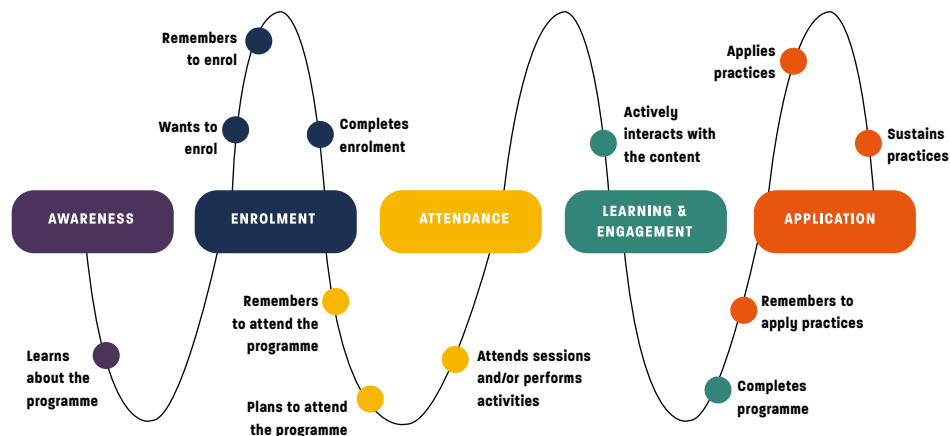 Remembers
to enrol
Wants to
enrol
Completes
enrolment
Actively
interacts with
the content
Applies
practices
Sustains
practices
AWARENESS
ENROLMENT
ATTENDANCE
LEARNING &
ENGAGEMENT
APPLICATION
Learns
about the
programme
Remembers
to attend the
programme
Plans to attend
the programme
Attends sessions
and/or performs
activities
Remembers to
apply practices
Completes
programme